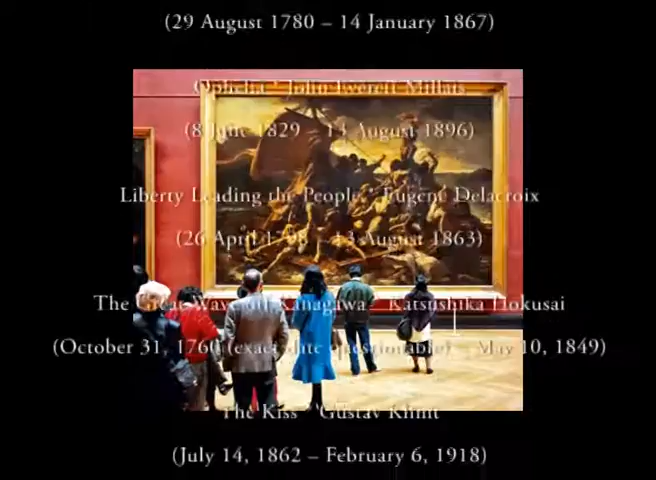 (29 August 1780 – 14 January 1867)
Ophelia - John Everett Millais
(8 June 1829 – 13 August 1896)
Liberty Leading the People - Eugene Delacroix
(26 April 1798 – 13 August 1863)
The Great Wave off Kanagawa - Katsushika Hokusai
(October 31, 1760 (exact date questionable) – May 10, 1849)
The Kiss - Gustav Klimt
(July 14, 1862 – February 6, 1918)